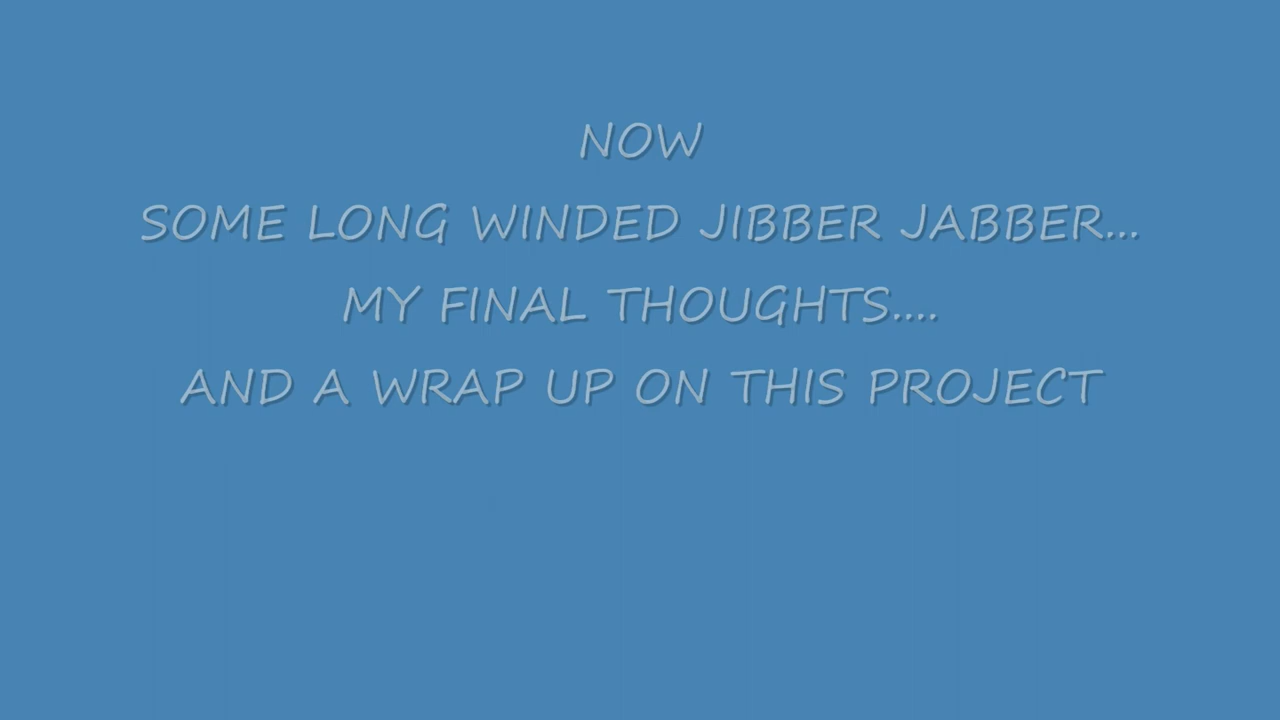 NOW
SOME LONG WINDED JIBBER JABBER...
MY FINAL THOUGHTS....
AND A WRAP UP ON THIS PROJECT